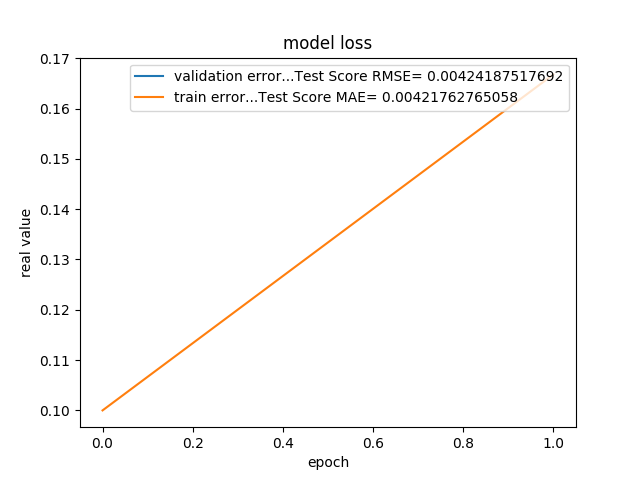 model loss
validation error...Test Score RMSE= 0.00424187517692
train error...Test Score MAE= 0.00421762765058
real value
0.17
0.16
0.15
0.14
0.13
0.12
0.11
0.10
0.0 0.2 0.4 0.6 0.8 1.0
epoch